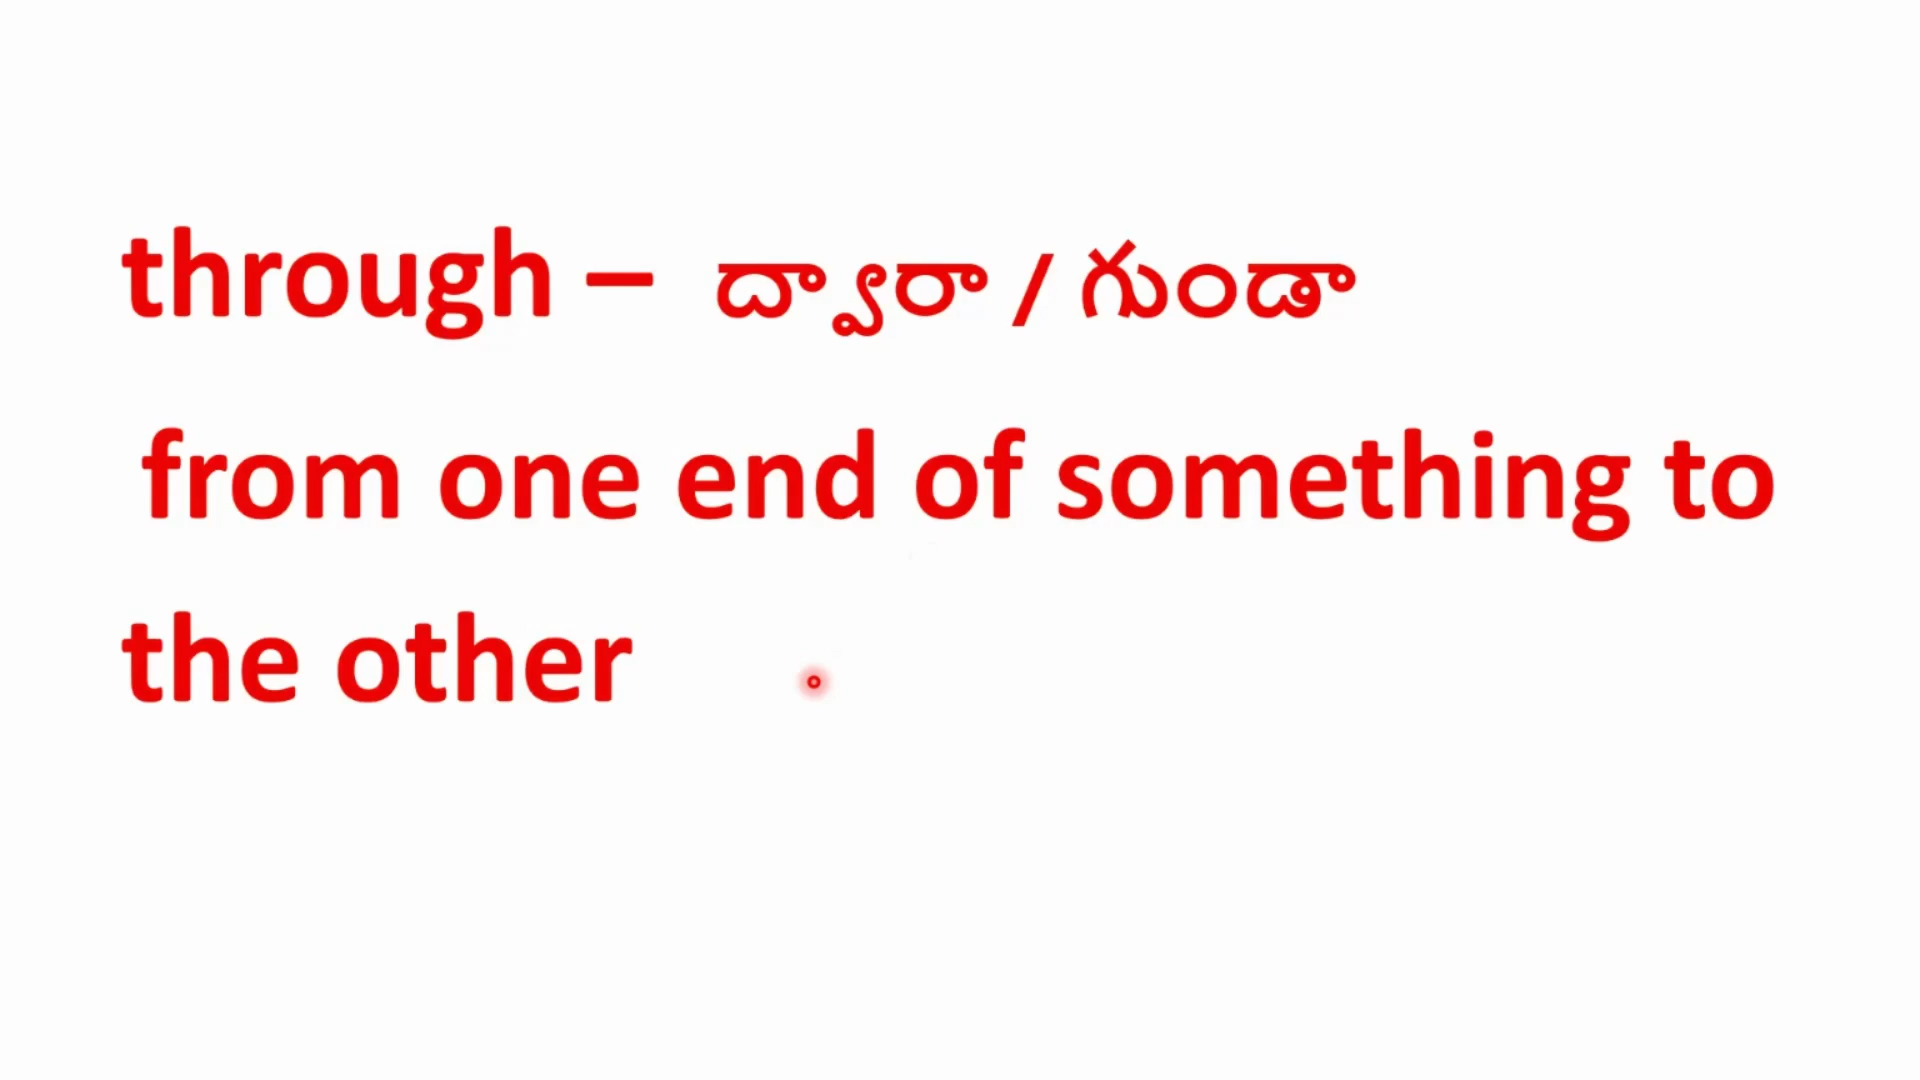 through – ద్వారా / గుండా
from one end of something to
the other